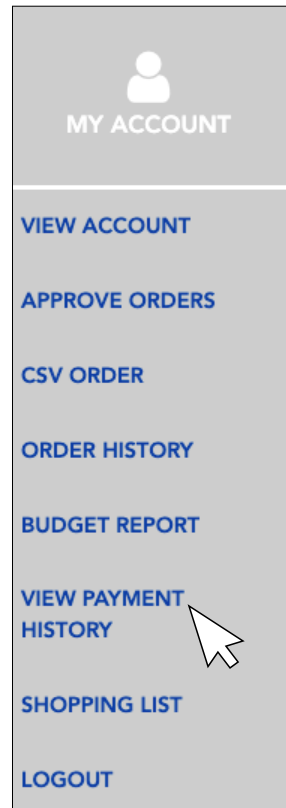 MY ACCOUNT
VIEW ACCOUNT
APPROVE ORDERS
CSV ORDER
ORDER HISTORY
BUDGET REPORT
VIEW PAYMENT
HISTORY
SHOPPING LIST
LOGOUT